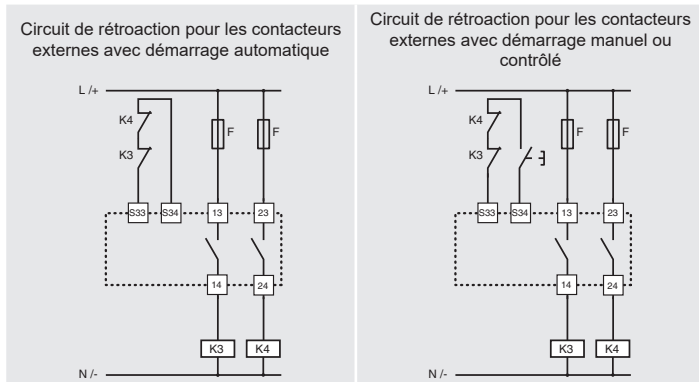 Circuit de rétroaction pour les contacteurs
externes avec démarrage automatique
L /+
K4
K3
F
F
S33
S34
13
23
14
24
K3
K4
N /-
Circuit de rétroaction pour les contacteurs
externes avec démarrage manuel ou
contrôlé
L /+
K4
K3
F
F
S33
S34
13
23
14
24
K3
K4
N /-